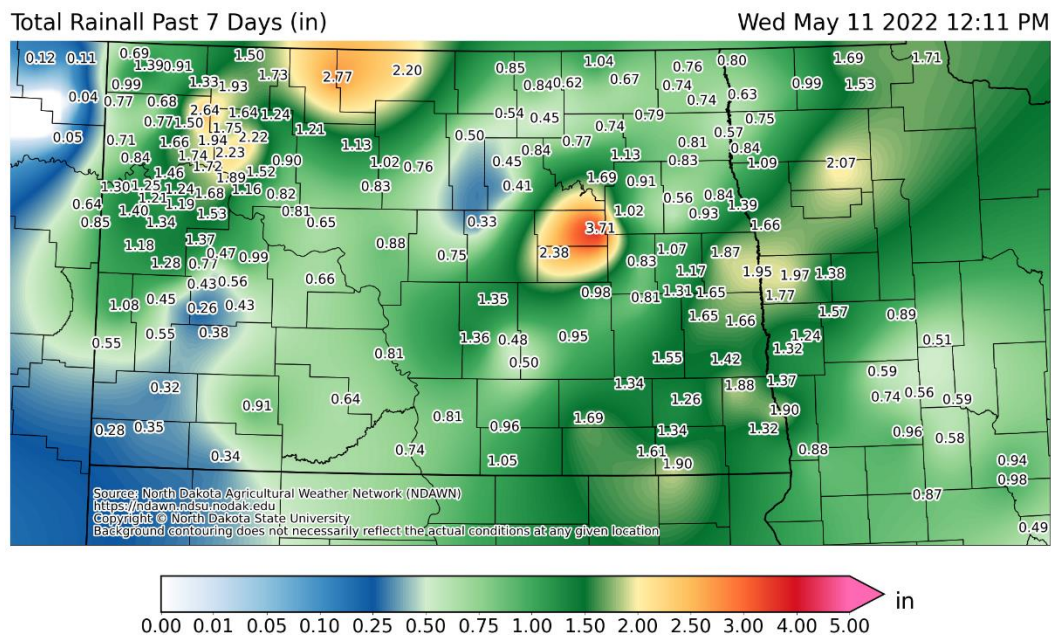 Total Rainall Past 7 Days (in) Wed May 11 2022 12:11 PM
0.12 0.11 0.69 1.50 1.04 0.76 0.80 1.69 1.71
1.39 0.91 1.73 2.77 2.20 0.85
0.99 1.33 1.93 0.84 0.62 0.67 0.74 0.99 1.53
0.04 0.77 0.68 0.74 0.63
2.64 1.64 1.24 0.54 0.45 0.79 0.75
0.77 1.50 1.75 1.21 0.74 0.57
0.05 0.71 1.66 1.94 2.22 1.13 0.50 0.77 0.81
0.84 1.74 2.23 0.90 1.02 0.76 0.45 0.84 1.13 0.83 0.84 1.09 2.07
1.46 1.72 1.89 1.52 1.69 0.91
1.30 1.25 1.24 1.68 1.16 0.82 0.83 0.41
0.64 1.21 1.19 0.56 0.84 1.39
0.85 1.40 1.34 1.53 0.81 0.65 0.33 3.71 1.02 0.93 1.66
1.18 1.37 0.88
1.28 0.77 0.47 0.99 0.75 2.38 0.83 1.07 1.87
0.43 0.56 0.66 1.17 1.95 1.97 1.38
1.08 0.45 0.26 0.43 1.35 0.98 0.81 1.31 1.65 1.77
1.65 1.66 1.57 0.89
0.55 0.55 0.38 1.36 0.48 0.95 1.32 1.24 0.51
0.81 0.50 1.55 1.42
0.32 1.34 1.88 1.37 0.59
0.91 0.64 1.26 0.74 0.56 0.59
0.28 0.35 0.81 0.96 1.69 1.34 1.32 1.90 0.96 0.58
0.34 0.74 1.05 1.61 1.90 0.88 0.94
0.98
0.87
0.49
Source: North Dakota Agricultural Weather Network (NDAWN)
https://ndawn.ndsu.nodak.edu
Copyright © North Dakota State University
Background contouring does not necessarily reflect the actual conditions at any given location
in
0.00 0.01 0.05 0.10 0.25 0.50 0.75 1.00 1.50 2.00 2.50 3.00 4.00 5.00